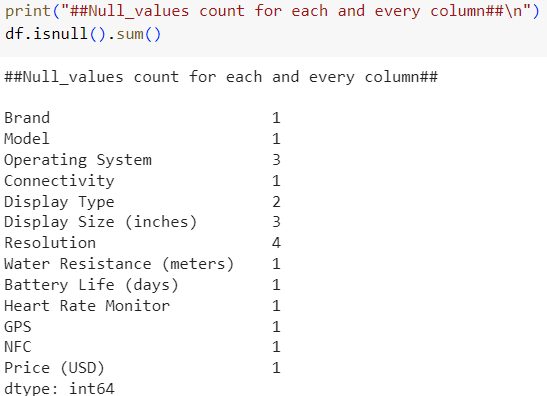 print("##Null_values count for each and every column##\n")
df.isnull().sum()
##Null_values count for each and every column##
Brand 1
Model 1
Operating System 3
Connectivity 1
Display Type 2
Display Size (inches) 3
Resolution 4
Water Resistance (meters) 1
Battery Life (days) 1
Heart Rate Monitor 1
GPS 1
NFC 1
Price (USD) 1
dtype: int64